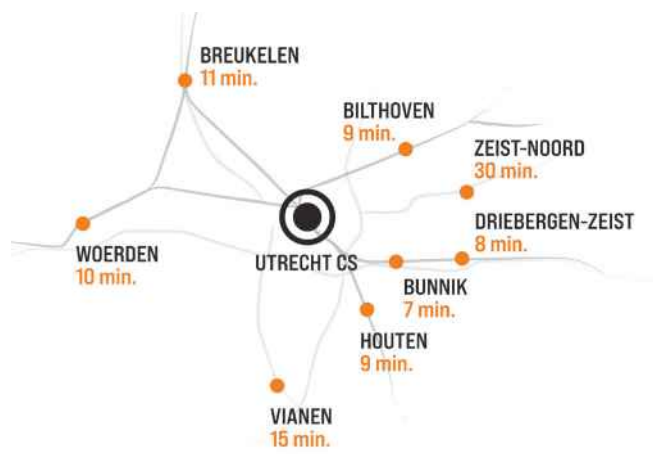 BREUKELEN
11 min.
BILTHOVEN
9 min.
ZEIST-NOORD
30 min.
DRIEBERGEN-ZEIST
8 min.
WOERDEN
10 min.
UTRECHT CS
BUNNIK
7 min.
HOUTEN
9 min.
VIANEN
15 min.